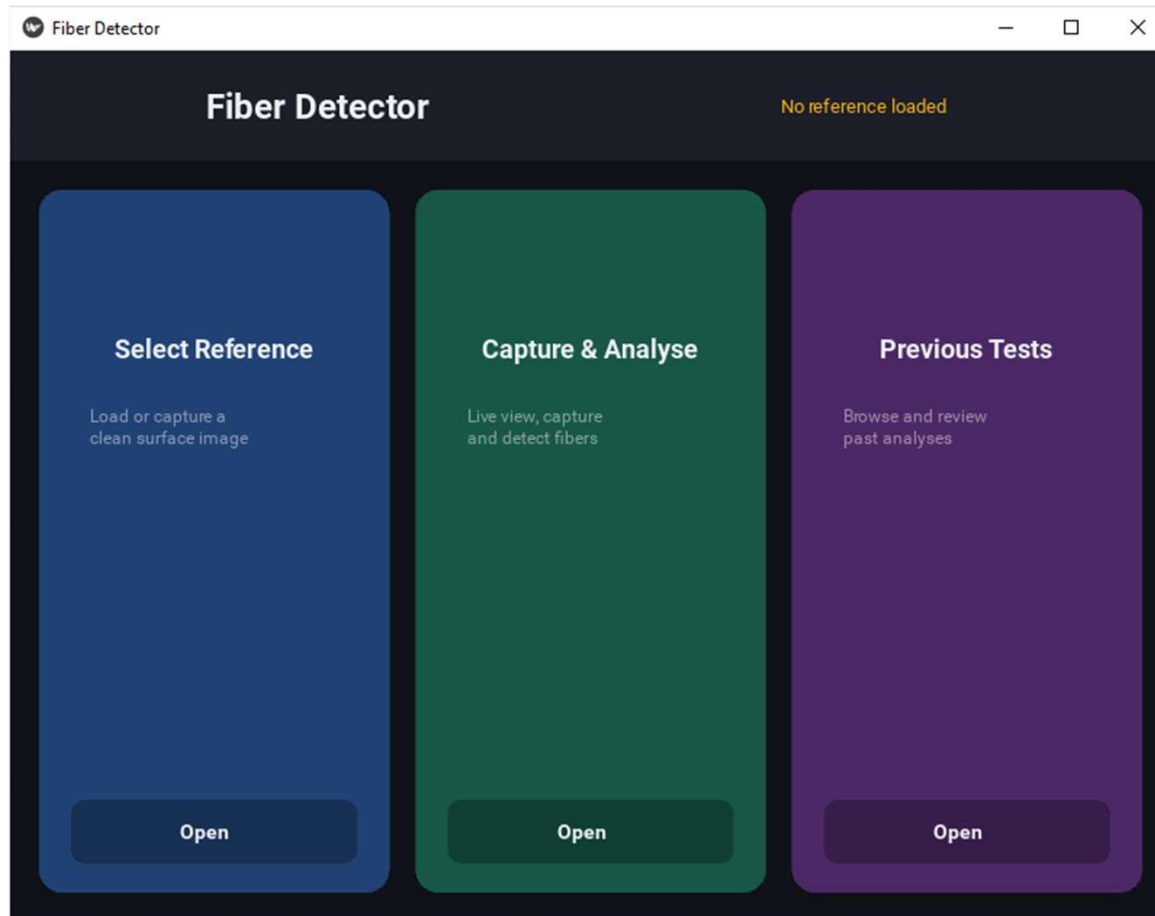 Fiber Detector
Fiber Detector
No reference loaded
Select Reference
Load or capture a
clean surface image
Open
Capture & Analyse
Live view, capture
and detect fibers
Open
Previous Tests
Browse and review
past analyses
Open